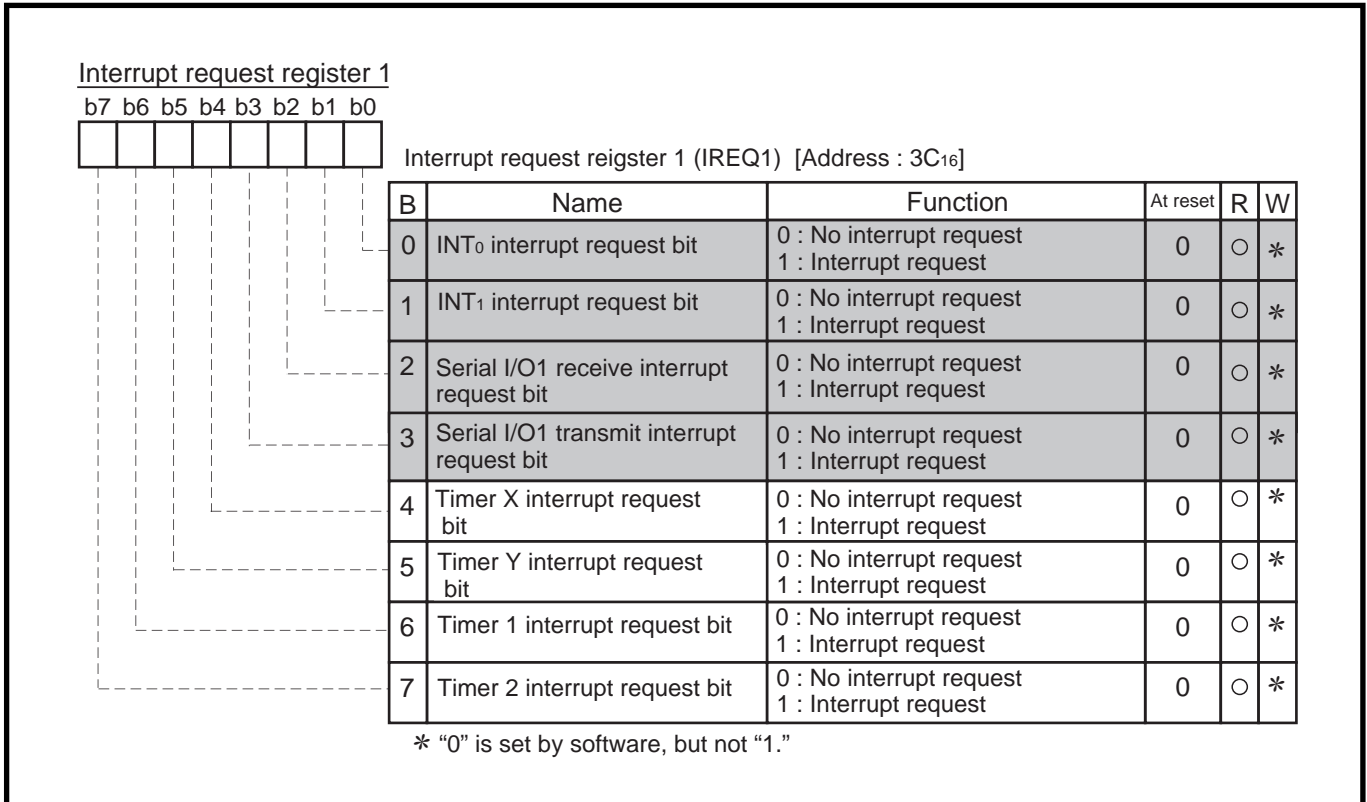 Interrupt request register 1
b7 b6 b5 b4 b3 b2 b1 b0
Interrupt request reigster 1 (IREQ1) [Address : 3C16]
B Name Function At reset R W
0 INT0 interrupt request bit 0 : No interrupt request 0 ○ *
1 : Interrupt request
1 INT1 interrupt request bit 0 : No interrupt request 0 ○ *
1 : Interrupt request
2 Serial I/O1 receive interrupt 0 : No interrupt request 0 ○ *
request bit 1 : Interrupt request
3 Serial I/O1 transmit interrupt 0 : No interrupt request 0 ○ *
request bit 1 : Interrupt request
4 Timer X interrupt request 0 : No interrupt request 0 ○ *
bit 1 : Interrupt request
5 Timer Y interrupt request 0 : No interrupt request 0 ○ *
bit 1 : Interrupt request
6 Timer 1 interrupt request bit 0 : No interrupt request 0 ○ *
1 : Interrupt request
7 Timer 2 interrupt request bit 0 : No interrupt request 0 ○ *
1 : Interrupt request
* “0” is set by software, but not “1.”